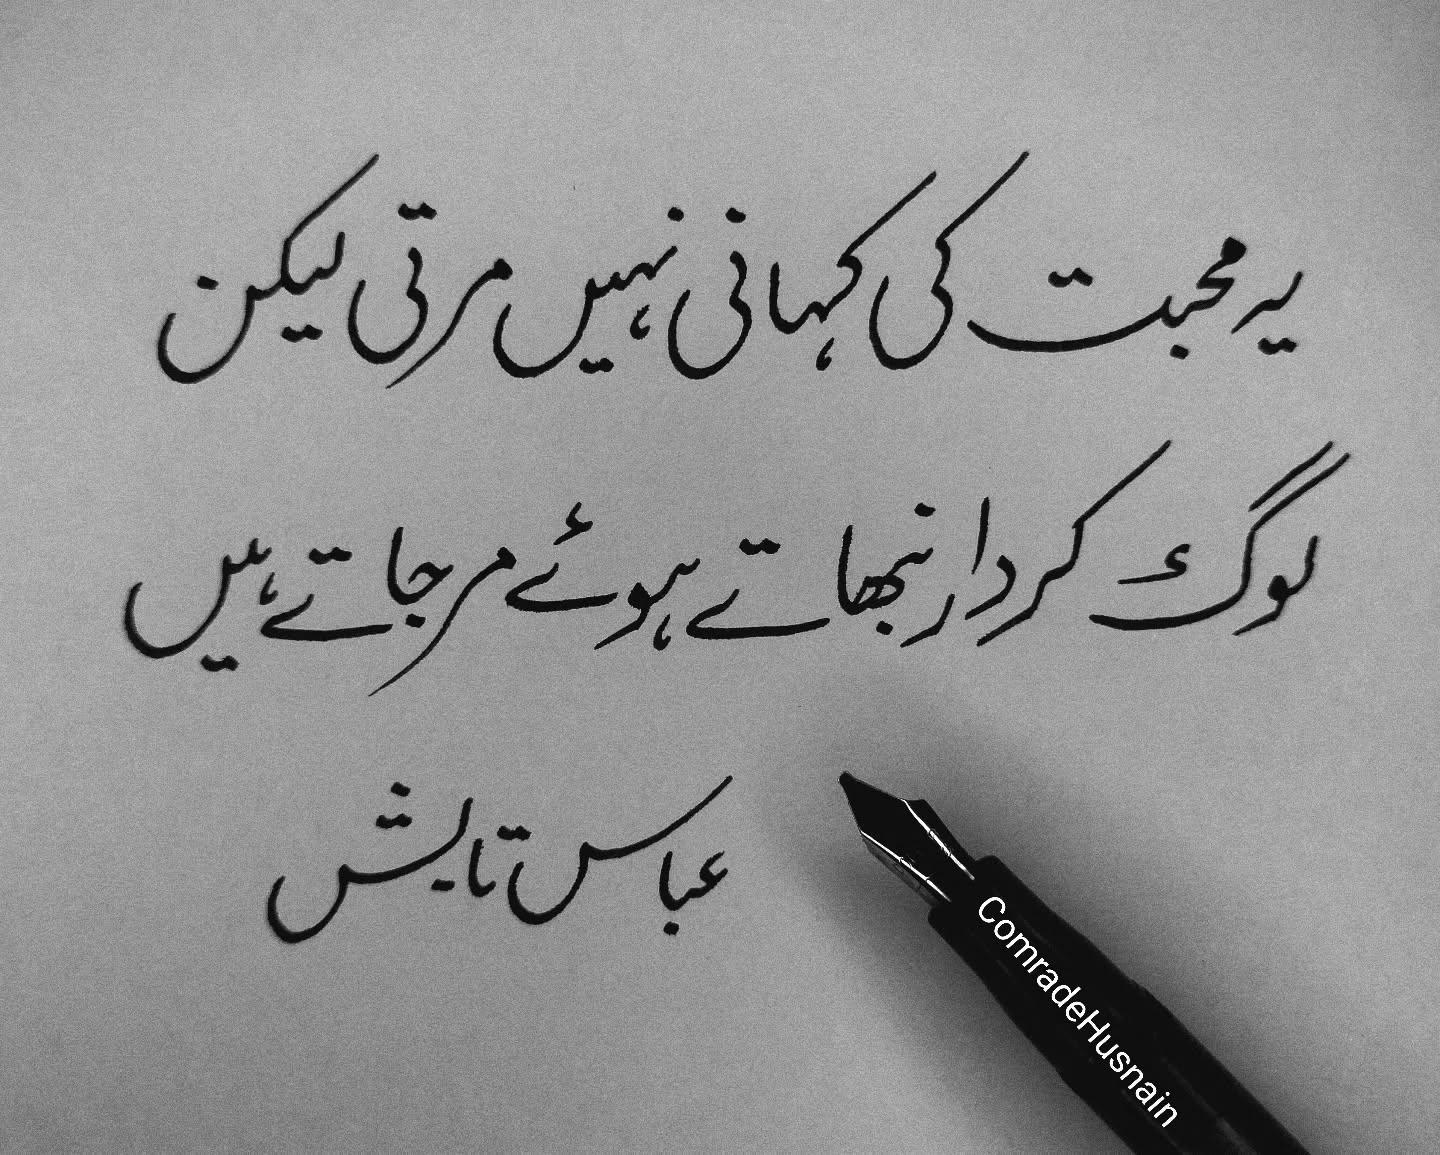 یہ محبت کی کہانی نہیں مرتی لیکن
لوگ کردار نبھاتے ہوئے مر جاتے ہیں
عباس تابش
ComradeHusnain